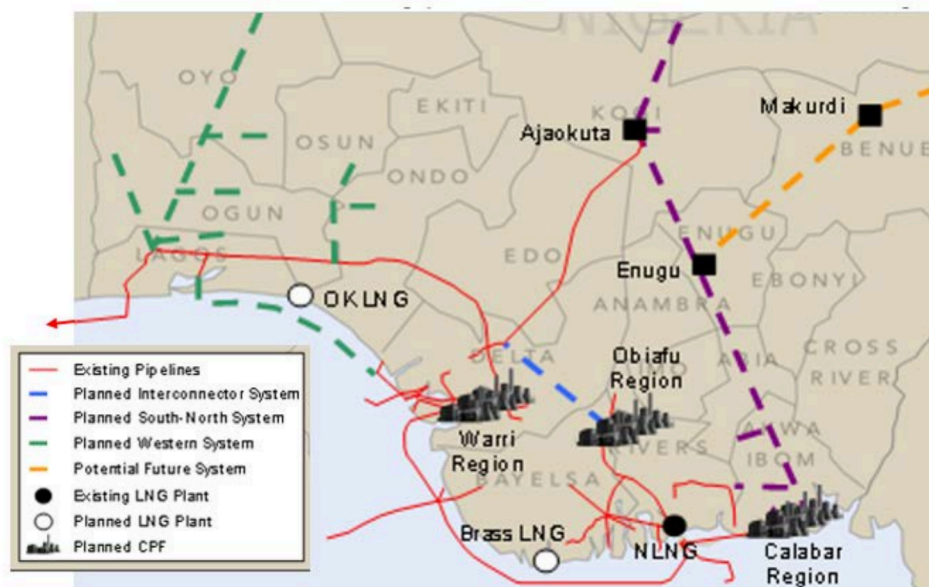 NIGERIA
OYO
EKITI
KOGI
Makurdi
OSUN
Ajaokuta
BENUE
ONDO
OGUN
ENUGU
LAGOS
EDO
Enugu
EBONYI
OKLNG
ANAMBRA
CROSS
RIVER
DELTA
Obiafu
Region
IMO
ABIA
Existing Pipelines
Planned Interconnector System
Planned South-North System
Planned Western System
Potential Future System
Existing LNG Plant
Planned LNG Plant
Planned CPF
Warri
Region
RIVERS
AKWA
IBOM
BAYELSA
Brass LNG
NLNG
Calabar
Region